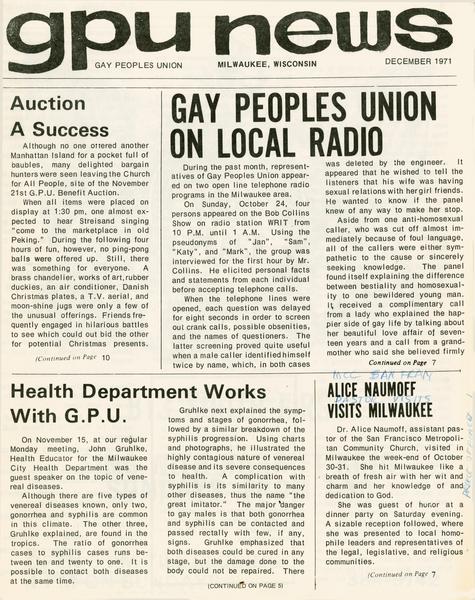 gpu news
GAY PEOPLES UNION MILWAUKEE, WISCONSIN DECEMBER 1971
Auction
A Success
Although no one offered another
Manhattan Island for a pocket full of
baubles, many delighted bargain
hunters were seen leaving the Church
for All People, site of the November
21st G.P.U. Benefit Auction.
When all items were placed on
display at 1:30 pm, one almost ex-
pected to hear Streisand singing
"come to the marketplace in old
Peking." During the following four
hours of fun, however, no ping-pong
balls were offered up. Still, there
was something for everyone. A
brass chandelier, works of art, rubber
duckies, an air conditioner, Danish
Christmas plates, a T.V. aerial, and
moon-shine jugs were only a few of
the unusual offerings. Friends fre-
quently engaged in hilarious battles
to see which could out bid the other
for potential Christmas presents.
(Continued on Page 10
GAY PEOPLES UNION
ON LOCAL RADIO
During the past month, represent-
atives of Gay Peoples Union appear-
ed on two open line telephone radio
programs in the Milwaukee area.
On Sunday, October 24, four
persons appeared on the Bob Collins
Show on radio station WRIT from
10 P.M. until 1 A.M. Using the
pseudonyms of "Jan", "Sam",
"Katy", and "Mark", the group was
interviewed for the first hour by Mr.
Collins. He elicited personal facts
and statements from each individual
before accepting telephone calls.
When the telephone lines were
opened, each question was delayed
for eight seconds in order to screen
out crank calls, possible obsenities,
and the names of questioners. The
latter screening proved quite useful
when a male caller identified himself
twice by name, which, in both cases
was deleted by the engineer. It
appeared that he wished to tell the
listeners that his wife was having
sexual relations with her girl friends.
He wanted to know if the panel
knew of any way to make her stop.
Aside from one anti-homosexual
caller, who was cut off almost im-
mediately because of foul language,
all of the callers were either sym-
pathetic to the cause or sincerely
seeking knowledge. The panel
found itself explaining the difference
between bestiality and homosexual-
ity to one bewildered young man.
It received a complimentary call
from a lady who explained the hap-
pier side of gay life by talking about
her beautiful love affair of seven-
teen years and a call from a grand-
mother who said she believed firmly
Continued on Page 7
Health Department Works
With G.P.U.
On November 15, at our regular
Monday meeting, John Gruhlke,
Health Educator for the Milwaukee
City Health Department was the
guest speaker on the topic of vene-
real diseases.
Although there are five types of
venereal diseases known, only two,
gonorrhea and syphilis are common
in this climate. The other three,
Gruhlke explained, are found in the
tropics. The ratio of gonorrhea
cases to syphilis cases runs be-
tween ten and twenty to one. It is
possible to contact both diseases
at the same time.
Gruhlke next explained the symp-
toms and stages of gonorrhea, fol-
lowed by a similar breakdown of the
syphilis progression. Using charts
and photographs, he illustrated the
highly contagious nature of venereal
disease and its severe consequences
to health. A complication with
syphilis is its similarity to many
other diseases, thus the name "the
great imitator." The major danger
to gay males is that both gonorrhea
and syphilis can be contacted and
passed rectally with few, if any,
signs. Gruhlke emphasized that
both diseases could be cured in any
stage, but the damage done to the
body could not be repaired. There
(CONTINUED ON PAGE 5)
MCC SAN FRAN
PASTOR VISITS
ALICE NAUMOFF
VISITS MILWAUKEE
Dr. Alice Naumoff, assistant pas-
tor of the San Francisco Metropoli-
tan Community Church, visited in
Milwaukee the week-end of October
30-31. She hit Milwaukee like a
breath of fresh air with her wit and
charm and her knowledge of and
dedication to God.
She was guest of honor at a
dinner party on Saturday evening.
A sizable reception followed, where
she was presented to local homo-
phile leaders and representatives of
the legal, legislative, and religious
communities.
(Continued on Page 7